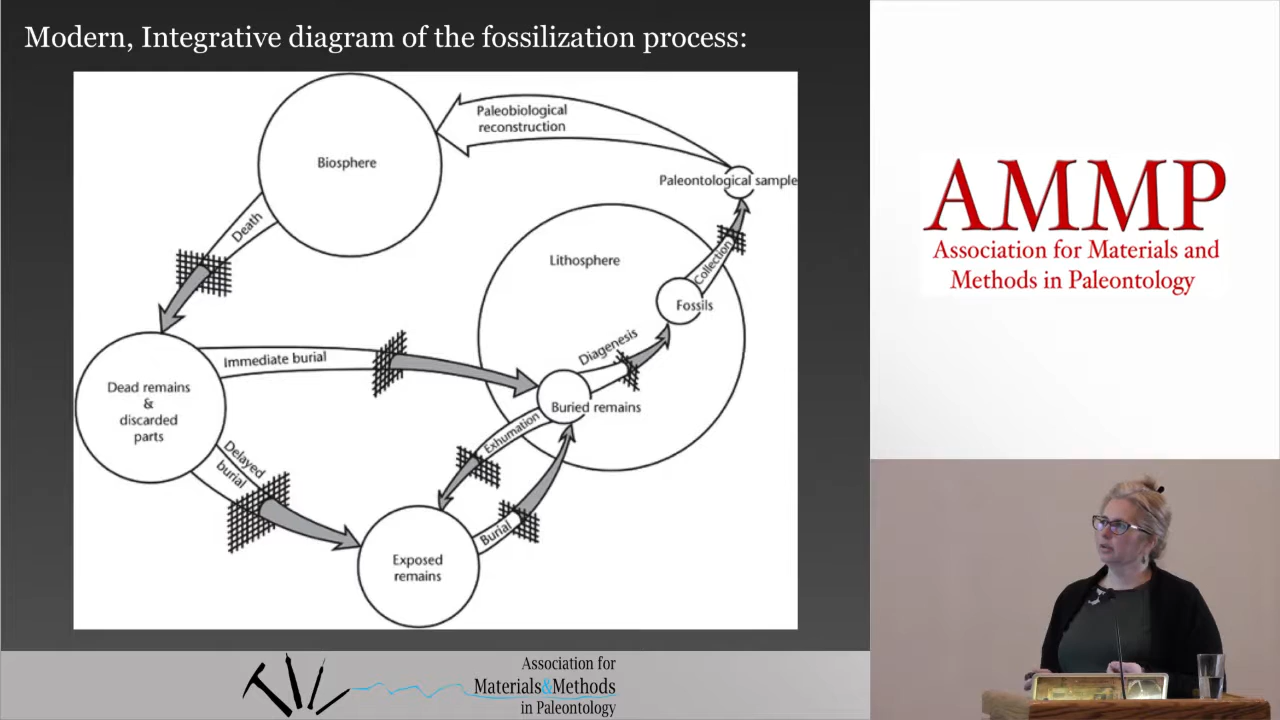 Modern, Integrative diagram of the fossilization process:
Paleobiological
reconstruction
Biosphere
Paleontological sample
Death
Lithosphere
Collection
Fossils
Diagenesis
Immediate burial
Dead remains
&
discarded
parts
Buried remains
Exhumation
Delayed
burial
Burial
Exposed
remains
AMMP
Association for Materials and
Methods in Paleontology
Association for
Materials&Methods
in Paleontology